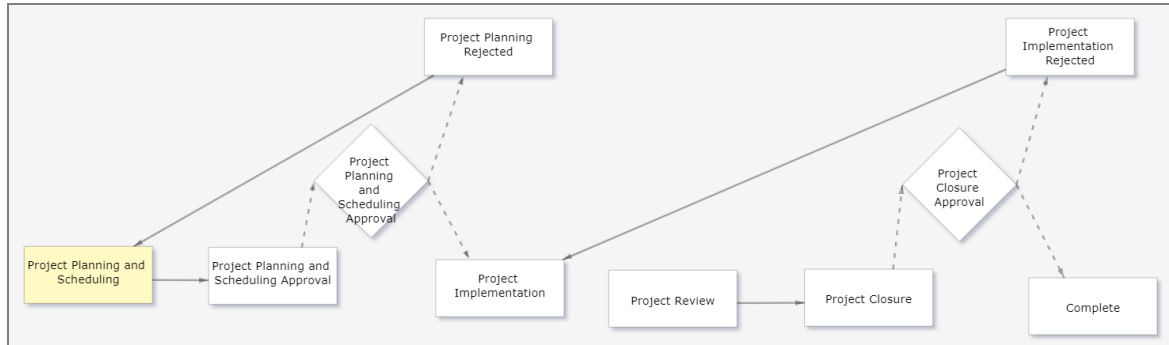 Project Planning
Rejected
Project
Implementation
Rejected
Project
Planning
and
Scheduling
Approval
Project
Closure
Approval
Project Planning and
Scheduling
Project Planning and
Scheduling Approval
Project
Implementation
Project Review
Project Closure
Complete